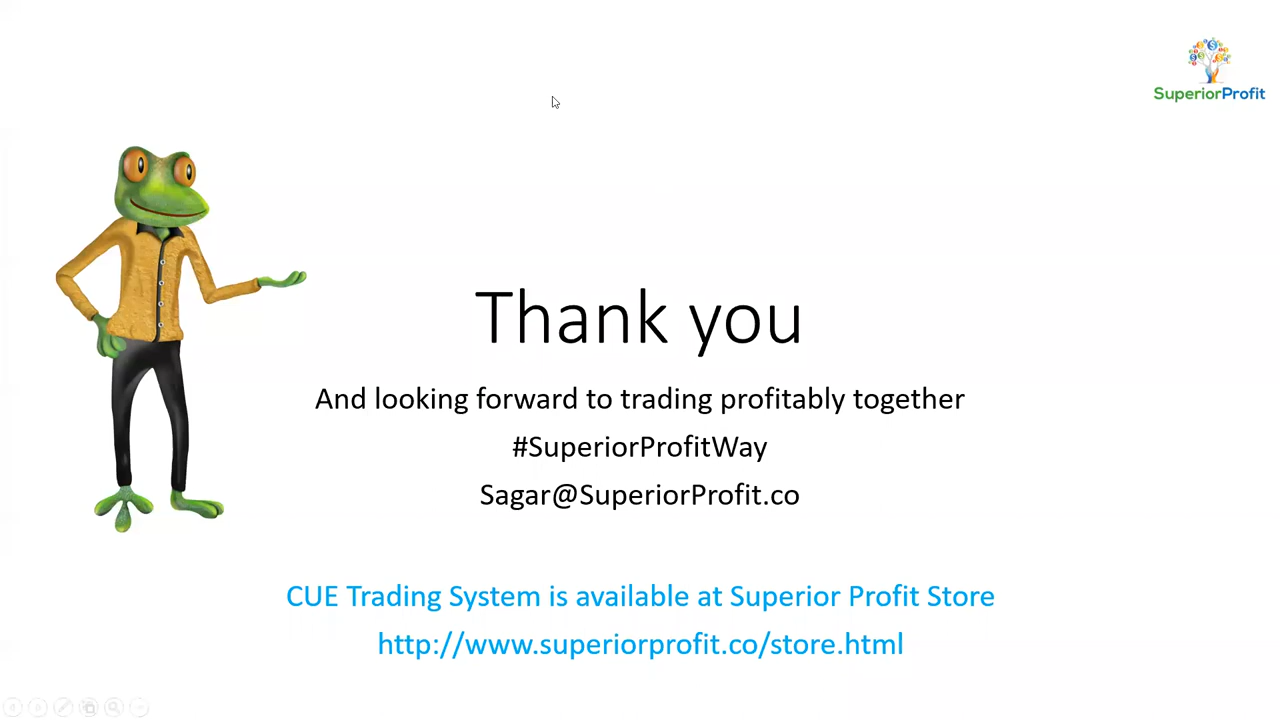 SuperiorProfit
Thank you
And looking forward to trading profitably together
#SuperiorProfitWay
Sagar@SuperiorProfit.co
CUE Trading System is available at Superior Profit Store
http://www.superiorprofit.co/store.html